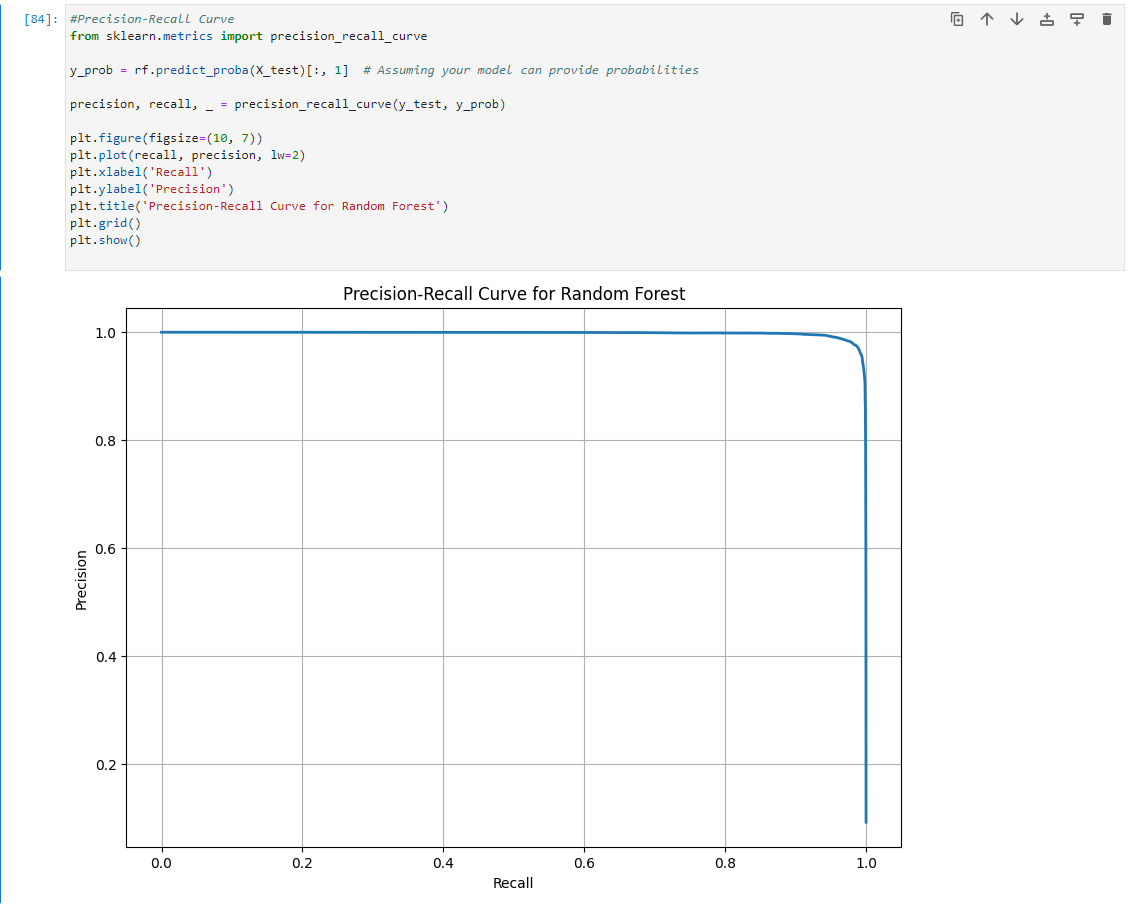 [84]:
#Precision-Recall Curve
from sklearn.metrics import precision_recall_curve
y_prob = rf.predict_proba(X_test)[:, 1]  # Assuming your model can provide probabilities
precision, recall, _ = precision_recall_curve(y_test, y_prob)
plt.figure(figsize=(10, 7))
plt.plot(recall, precision, lw=2)
plt.xlabel('Recall')
plt.ylabel('Precision')
plt.title('Precision-Recall Curve for Random Forest')
plt.grid()
plt.show()
Precision-Recall Curve for Random Forest
1.0
0.8
0.6
0.4
0.2
Precision
0.0 0.2 0.4 0.6 0.8 1.0
Recall